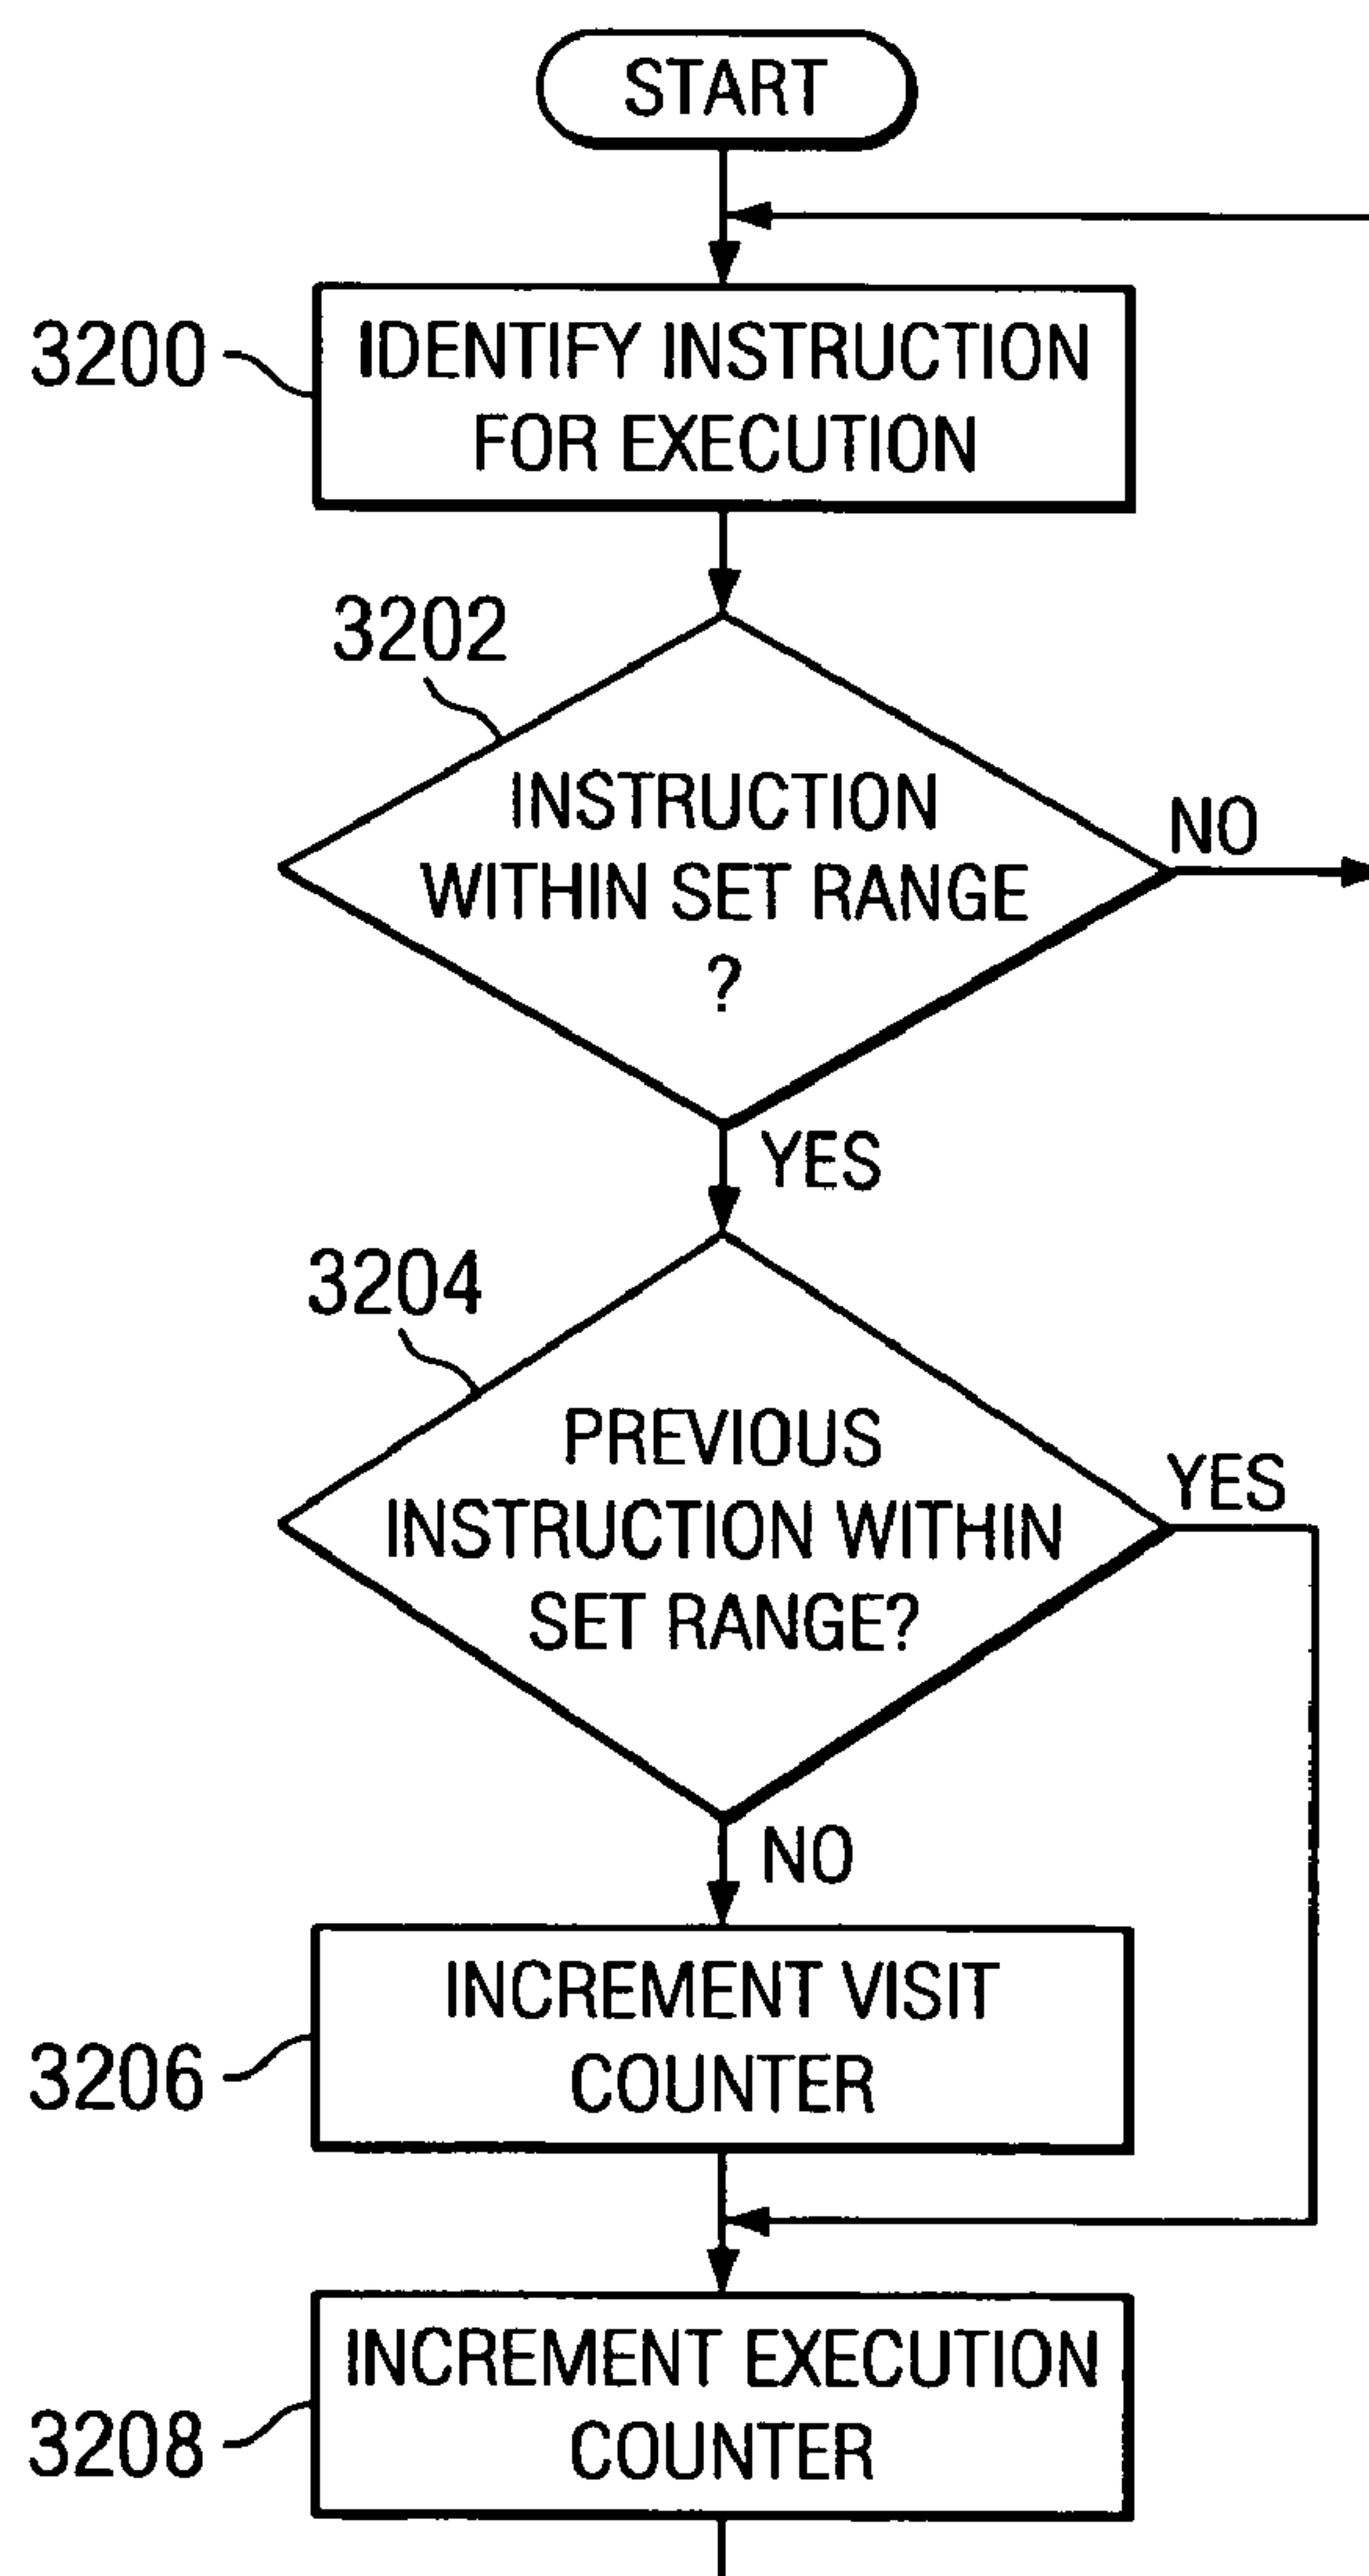 START
IDENTIFY INSTRUCTION
FOR EXECUTION
3200
3202
INSTRUCTION
WITHIN SET RANGE
?
NO
YES
3204
PREVIOUS
INSTRUCTION WITHIN
SET RANGE?
YES
NO
INCREMENT VISIT
COUNTER
3206
INCREMENT EXECUTION
COUNTER
3208